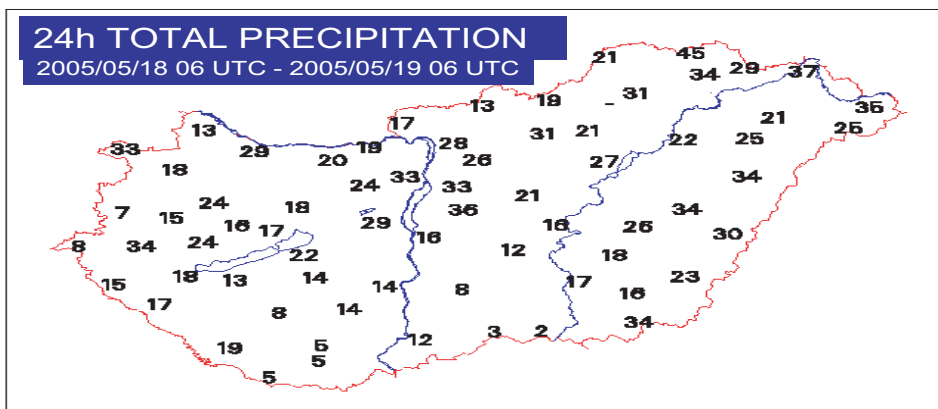 24h TOTAL PRECIPITATION
2005/05/18 06 UTC - 2005/05/19 06 UTC
21 45
34 29 37
31
13 19 - 35
17 21
13 31 21 25
28 22 25
33 29 19
20 26 27
18 33
24 33 34
24 21
7 18 36 34
15 16 29 16 26
17 30
8 34 24 16
22 12 18
18 13 14 23
15 14 8 17 16
17
8 14
34
12 3 2
19 5
5
5